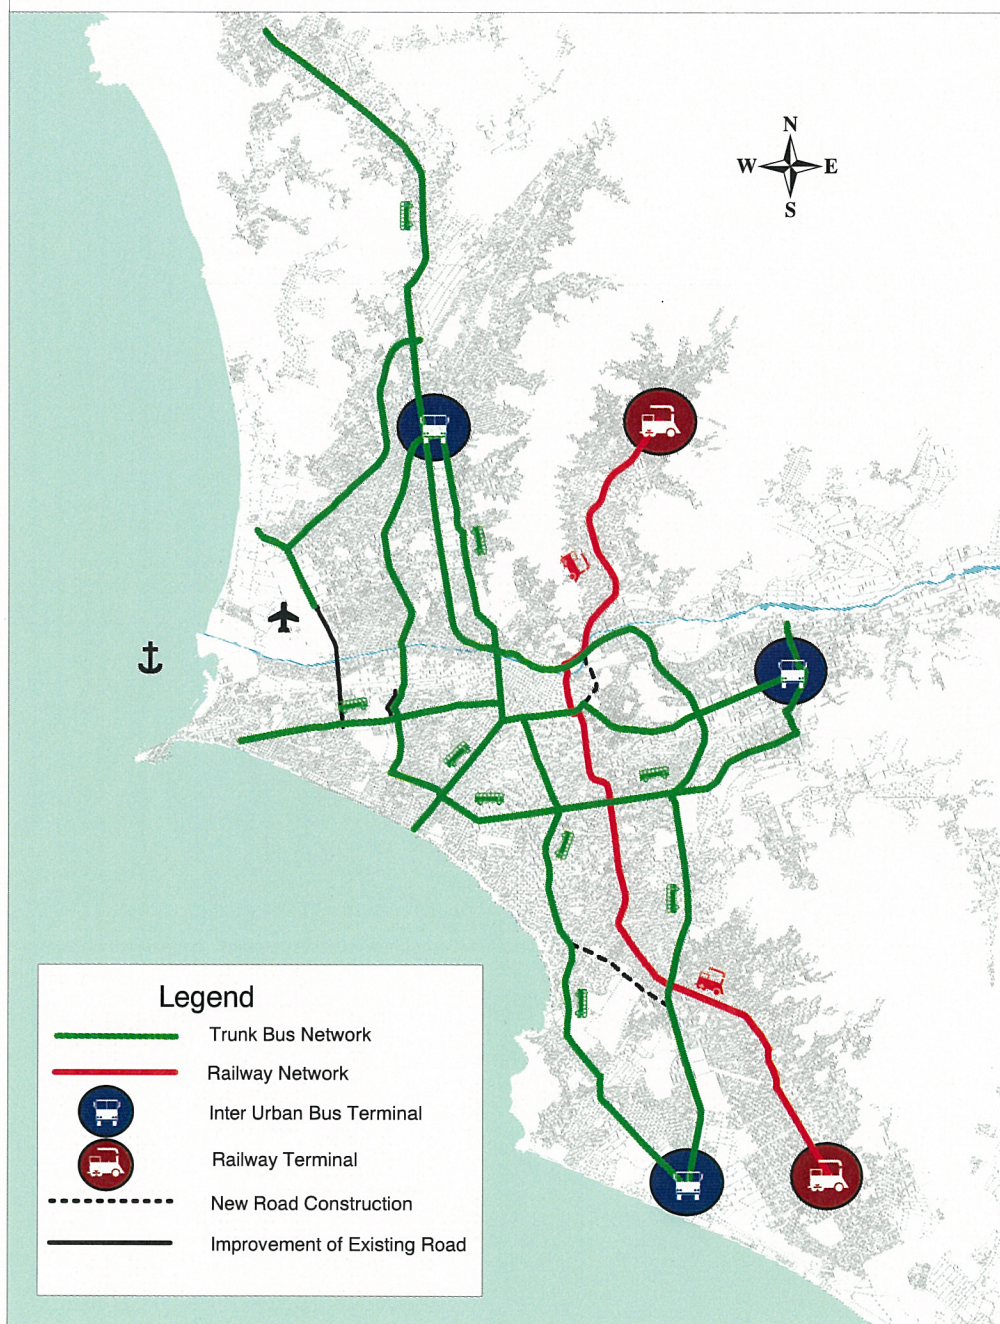 N
W
E
S
Legend
Trunk Bus Network
Railway Network
Inter Urban Bus Terminal
Railway Terminal
New Road Construction
Improvement of Existing Road